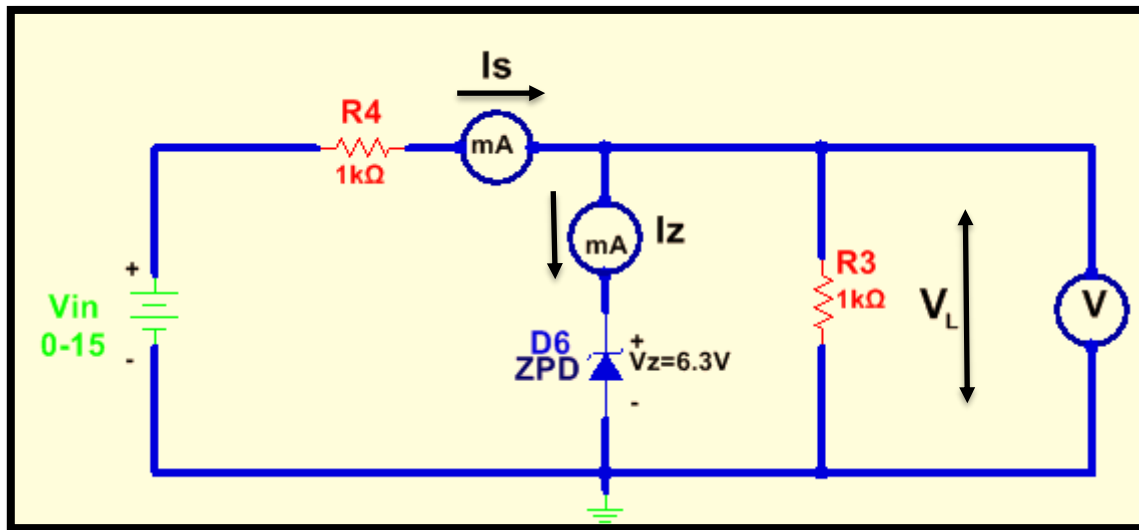 Is
R4
mA
1kΩ
mA
Iz
+
Vin
0-15
-
D6
ZPD
+
Vz=6.3V
-
R3
1kΩ
VL
V